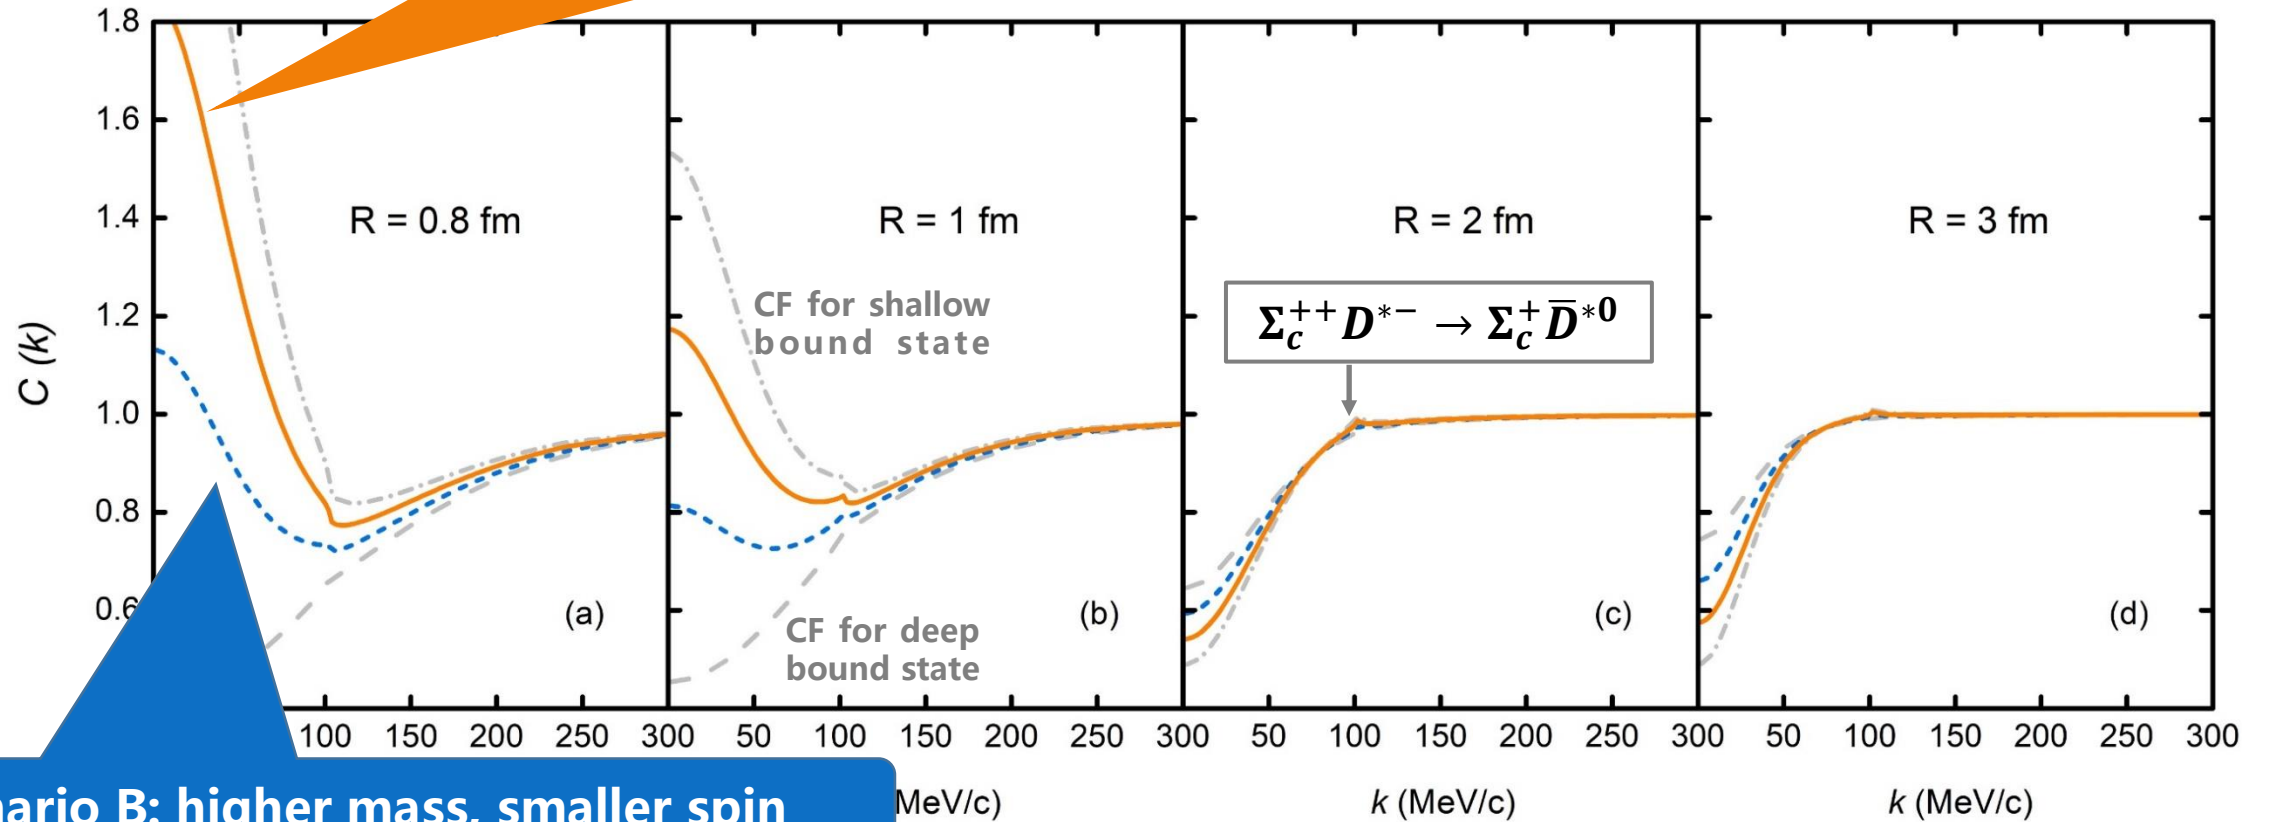 1.8
1.6
1.4
1.2
1.0
0.8
0.6
C (k)
R = 0.8 fm
R = 1 fm
R = 2 fm
R = 3 fm
CF for shallow
bound state
Σc++D*− → Σc+D̅*0
CF for deep
bound state
(a)
(b)
(c)
(d)
100 150 200 250 300 50 100 150 200 250 300 50 100 150 200 250 300 50 100 150 200 250 300
MeV/c)
k (MeV/c)
k (MeV/c)
B: higher mass, smaller spin